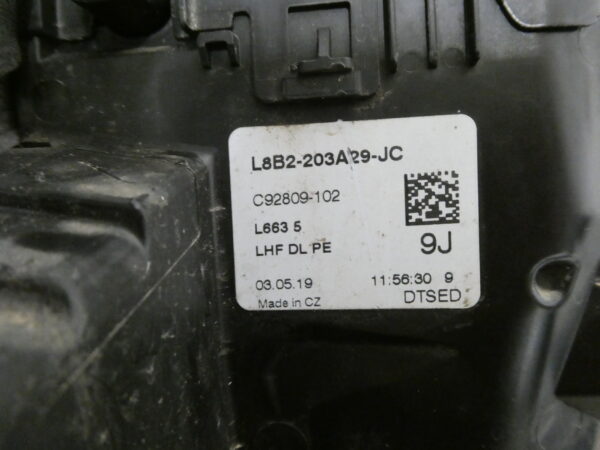 L8B2-203A29-JC
C92809-102
L663 5
LHF DL PE
9J
03.05.19 11:56:30 9
Made in CZ DTSED